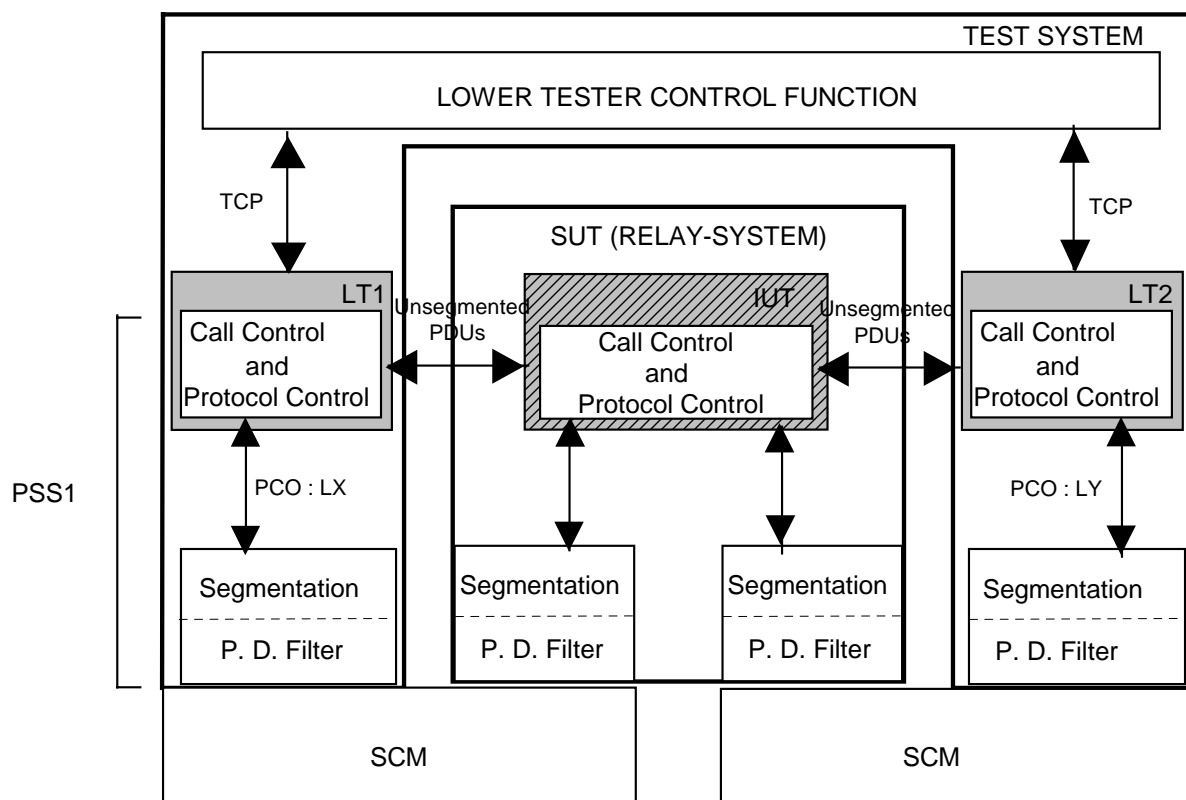 TEST SYSTEM
LOWER TESTER CONTROL FUNCTION
TCP
TCP
SUT (RELAY-SYSTEM)
LT1
Call Control
and
Protocol Control
Unsegmented
PDUs
IUT
Call Control
and
Protocol Control
Unsegmented
PDUs
LT2
Call Control
and
Protocol Control
PSS1
PCO : LX
PCO : LY
Segmentation
P. D. Filter
Segmentation
P. D. Filter
Segmentation
P. D. Filter
Segmentation
P. D. Filter
SCM
SCM